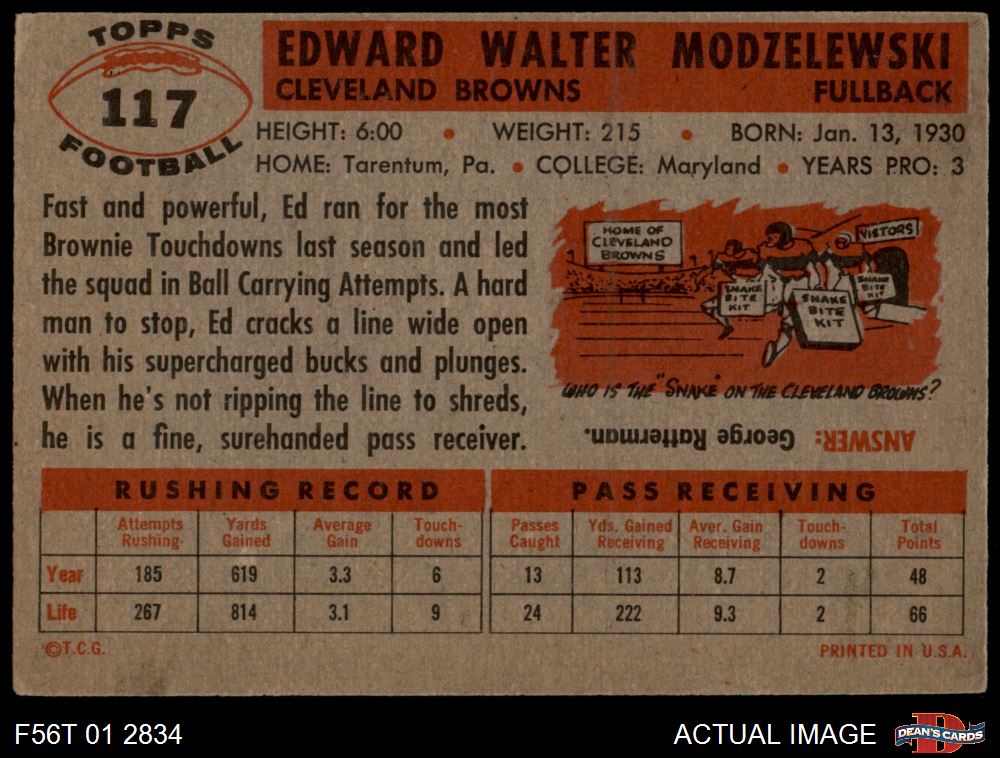 TOPPS
117
FOOTBALL
EDWARD WALTER MODZELEWSKI
CLEVELAND BROWNS FULLBACK
HEIGHT: 6:00 • WEIGHT: 215 • BORN: Jan. 13, 1930
HOME: Tarentum, Pa. • COLLEGE: Maryland • YEARS PRO: 3
Fast and powerful, Ed ran for the most
Brownie Touchdowns last season and led
the squad in Ball Carrying Attempts. A hard
man to stop, Ed cracks a line wide open
with his supercharged bucks and plunges.
When he's not ripping the line to shreds,
he is a fine, surehanded pass receiver.
HOME OF
CLEVELAND
BROWNS
VISTORS
SNAKE
BITE
KIT
SNAKE
BITE
KIT
SNAKE
BITE
KIT
WHO IS THE "SNAKE" ON THE CLEVELAND BROWNS?
ANSWER: George Ratterman.
RUSHING RECORD PASS RECEIVING
Attempts Rushing Yards Gained Average Gain Touch-downs Passes Caught Yds. Gained Receiving Aver. Gain Receiving Touch-downs Total Points
Year 185 619 3.3 6 13 113 8.7 2 48
Life 267 814 3.1 9 24 222 9.3 2 66
©T.C.G. PRINTED IN U.S.A.
F56T 01 2834 ACTUAL IMAGE DEAN'S CARDS